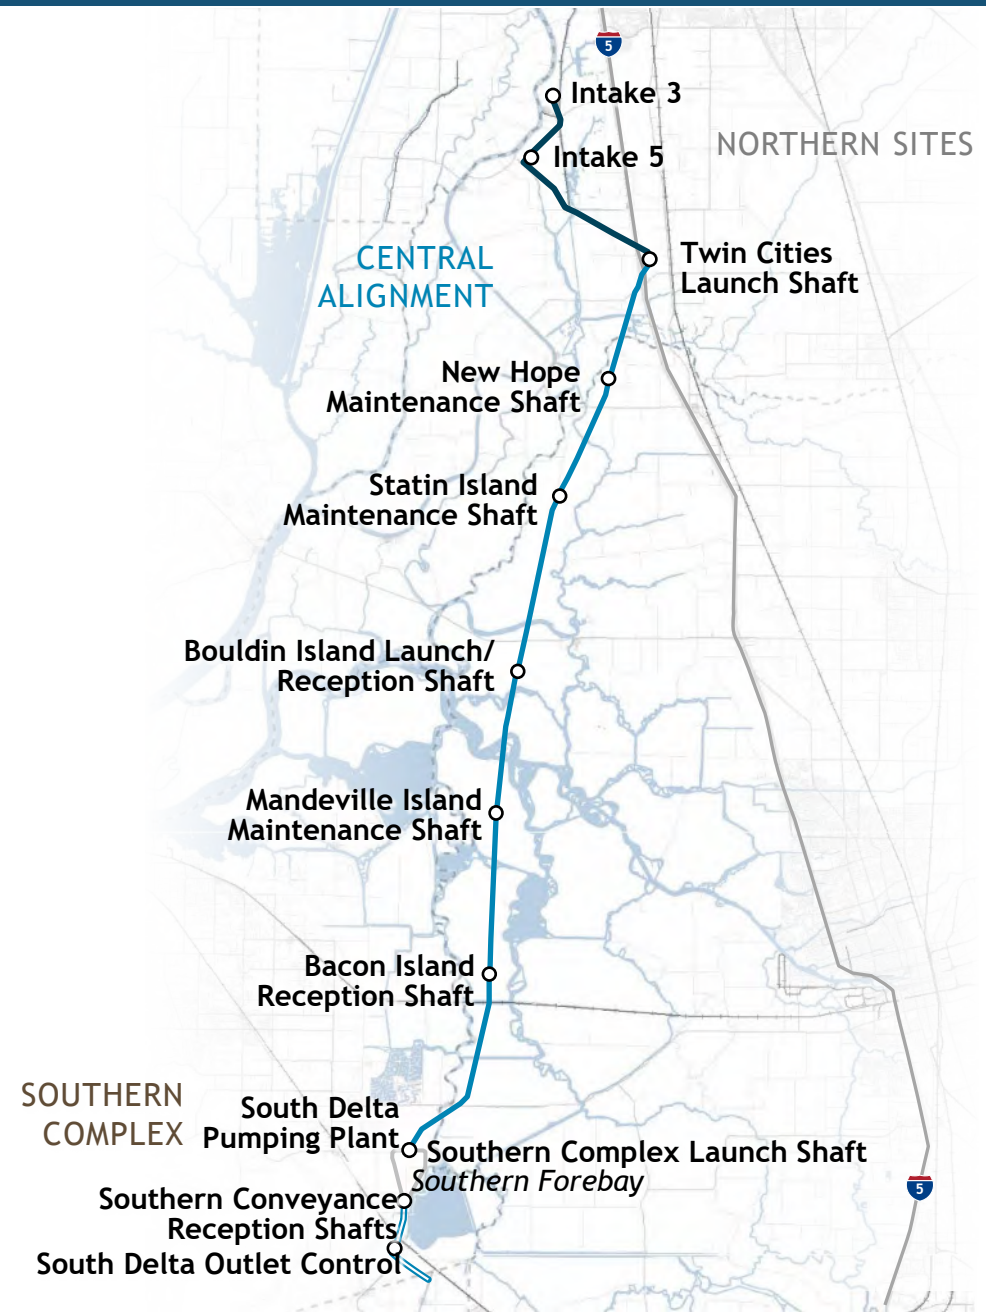 5
Intake 3
NORTHERN SITES
Intake 5
CENTRAL
ALIGNMENT
Twin Cities
Launch Shaft
New Hope
Maintenance Shaft
Statin Island
Maintenance Shaft
Bouldin Island Launch/
Reception Shaft
Mandeville Island
Maintenance Shaft
Bacon Island
Reception Shaft
SOUTHERN
COMPLEX
South Delta
Pumping Plant
Southern Complex Launch Shaft
Southern Forebay
5
Southern Conveyance
Reception Shafts
South Delta Outlet Control